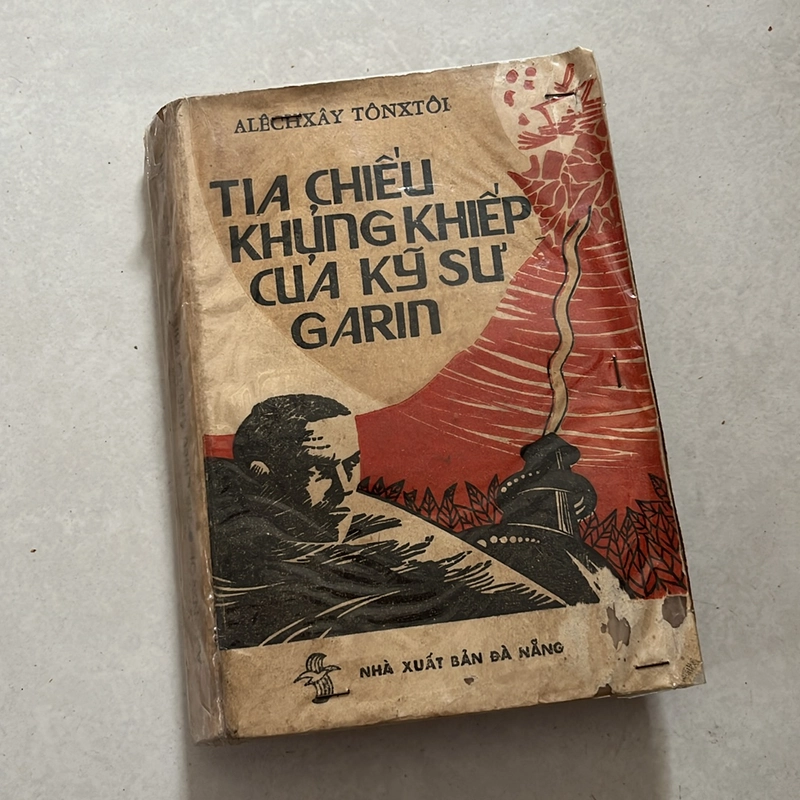 ALÊCHXÂY TÔNXTÔI
TIA CHIẾU
KHỦNG KHIẾP
CỦA KỸ SƯ
GARIN
NHÀ XUẤT BẢN ĐÀ NẴNG